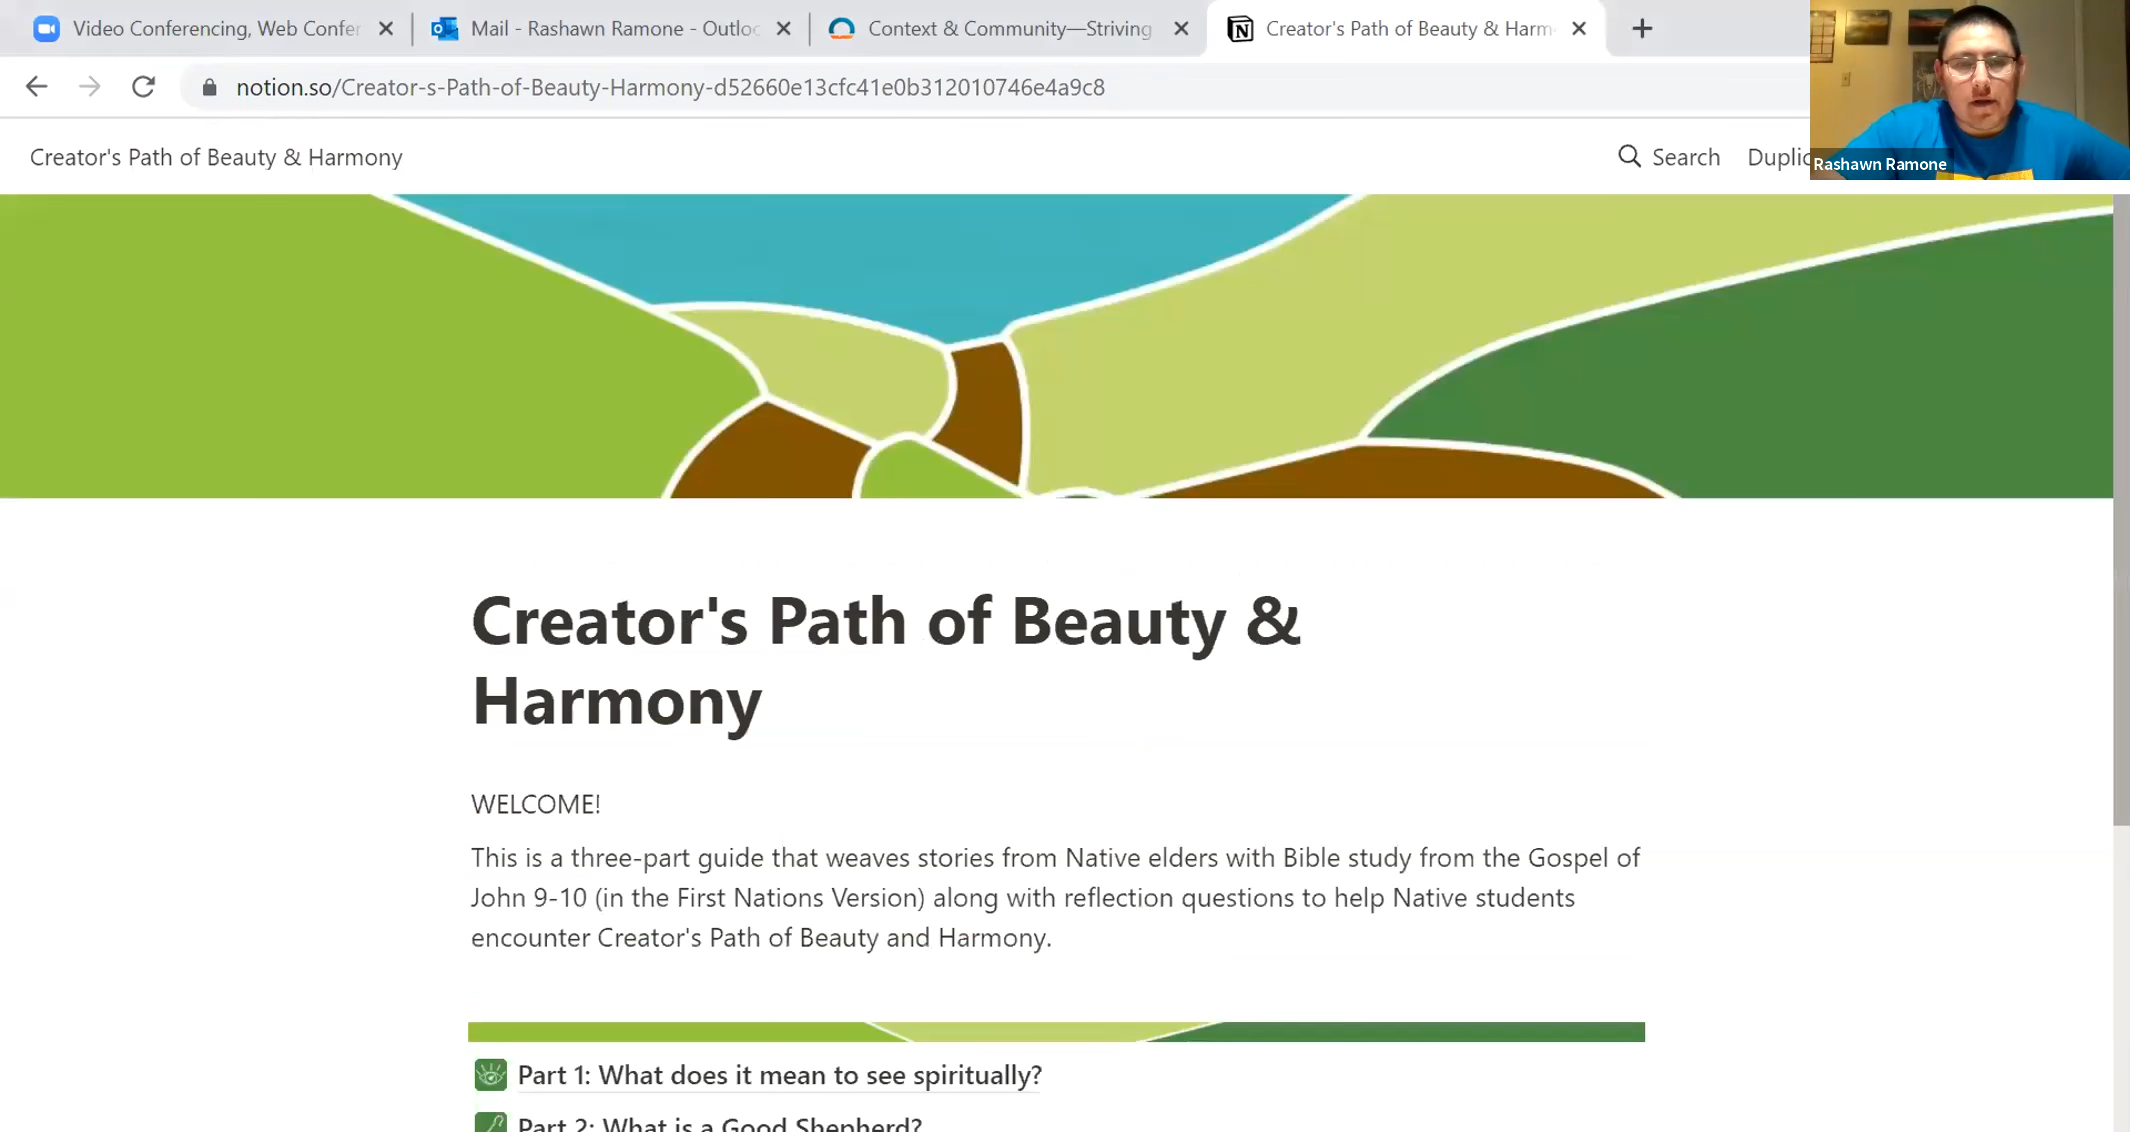 Video Conferencing, Web Confer
Mail - Rashawn Ramone - Outloo
Context & Community—Striving
Creator's Path of Beauty & Harm
notion.so/Creator-s-Path-of-Beauty-Harmony-d52660e13cfc41e0b312010746e4a9c8
Creator's Path of Beauty & Harmony
Search
Duplic
Rashawn Ramone
Creator's Path of Beauty &
Harmony
WELCOME!
This is a three-part guide that weaves stories from Native elders with Bible study from the Gospel of
John 9-10 (in the First Nations Version) along with reflection questions to help Native students
encounter Creator's Path of Beauty and Harmony.
Part 1: What does it mean to see spiritually?
Part 2: What is a Good Shepherd?